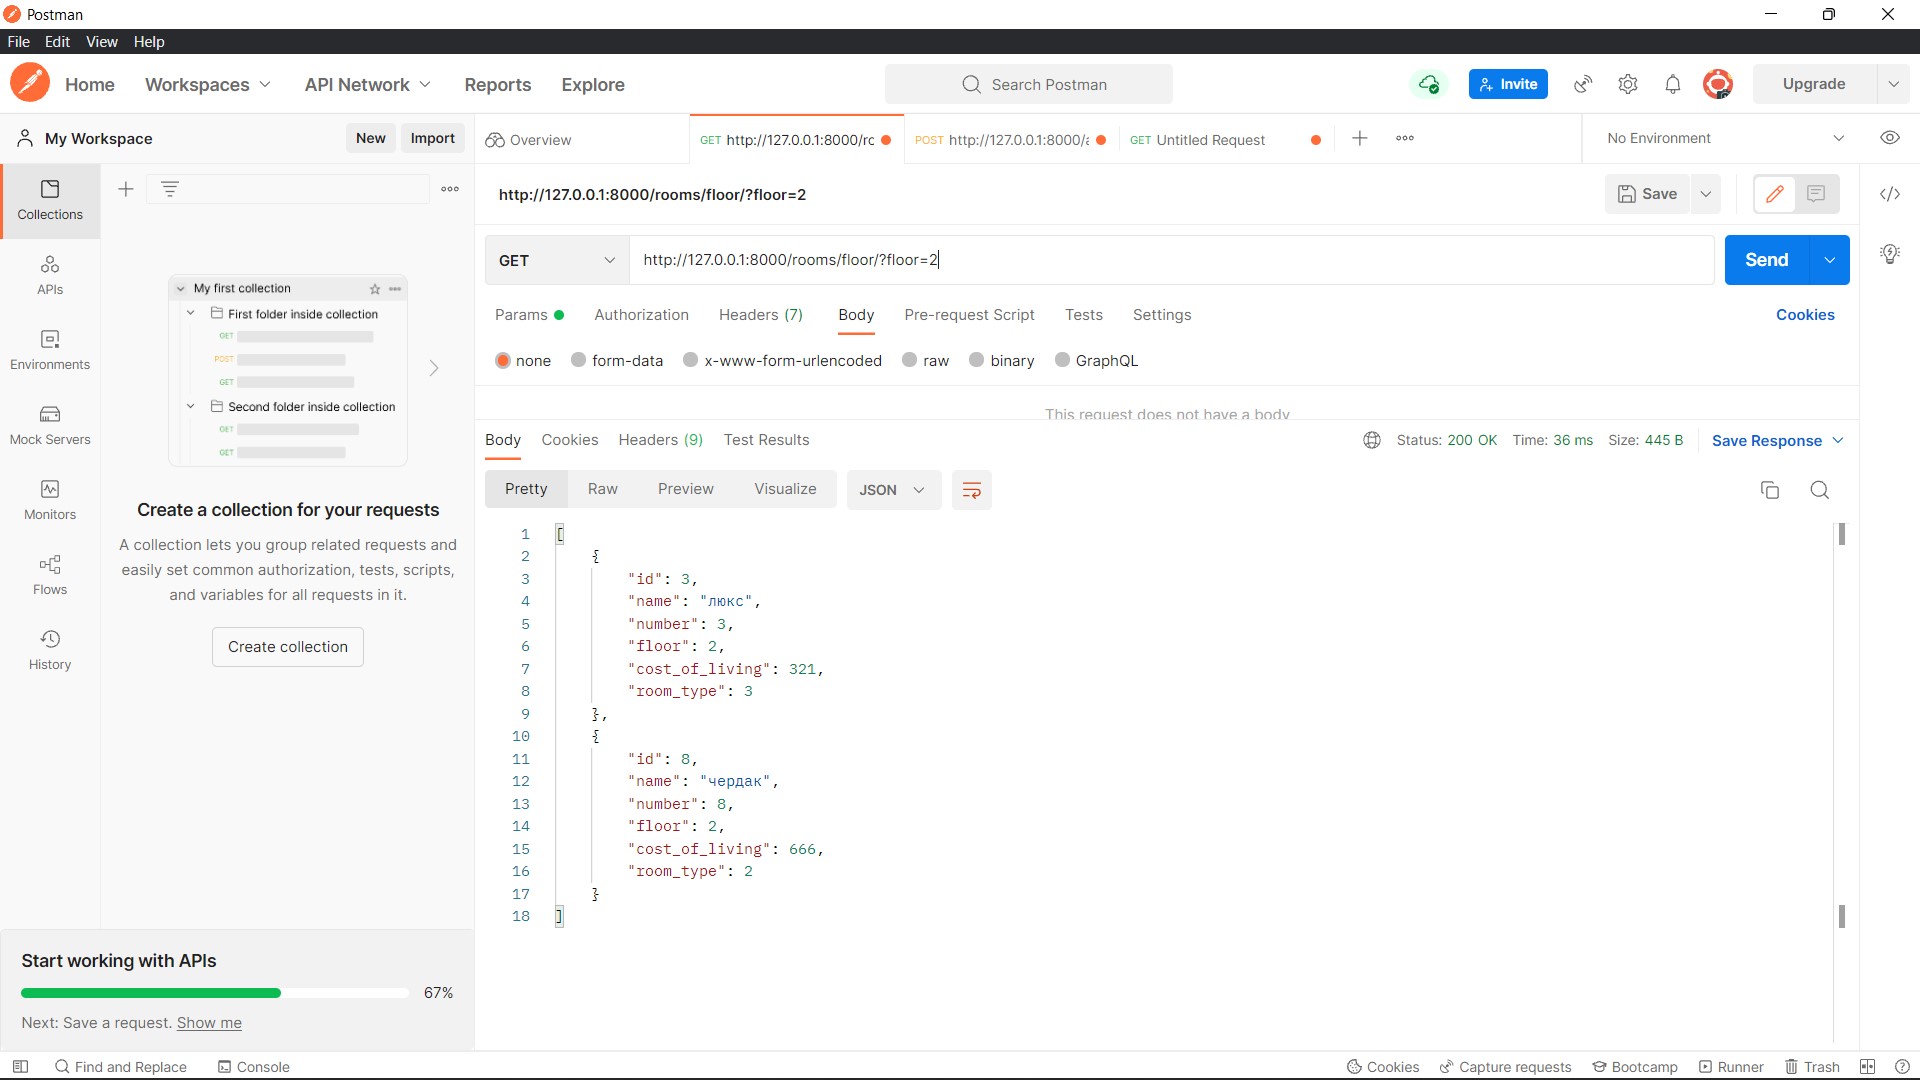 Postman
File Edit View Help
Home Workspaces API Network Reports Explore Search Postman Invite Upgrade
My Workspace New Import
Overview GET http://127.0.0.1:8000/rc POST http://127.0.0.1:8000/a GET Untitled Request No Environment
Collections
APIs
Environments
Mock Servers
Monitors
Flows
History
My first collection
First folder inside collection
GET
POST
GET
Second folder inside collection
GET
GET
Create a collection for your requests
A collection lets you group related requests and
easily set common authorization, tests, scripts,
and variables for all requests in it.
Create collection
Start working with APIs
67%
Next: Save a request. Show me
http://127.0.0.1:8000/rooms/floor/?floor=2 Save
GET http://127.0.0.1:8000/rooms/floor/?floor=2 Send
Params Authorization Headers (7) Body Pre-request Script Tests Settings Cookies
none form-data x-www-form-urlencoded raw binary GraphQL
This request does not have a body
Body Cookies Headers (9) Test Results Status: 200 OK Time: 36 ms Size: 445 B Save Response
Pretty Raw Preview Visualize JSON
1 [
2 {
3 "id": 3,
4 "name": "люкс",
5 "number": 3,
6 "floor": 2,
7 "cost_of_living": 321,
8 "room_type": 3
9 },
10 {
11 "id": 8,
12 "name": "чердак",
13 "number": 8,
14 "floor": 2,
15 "cost_of_living": 666,
16 "room_type": 2
17 }
18 ]
Find and Replace Console Cookies Capture requests Bootcamp Runner Trash